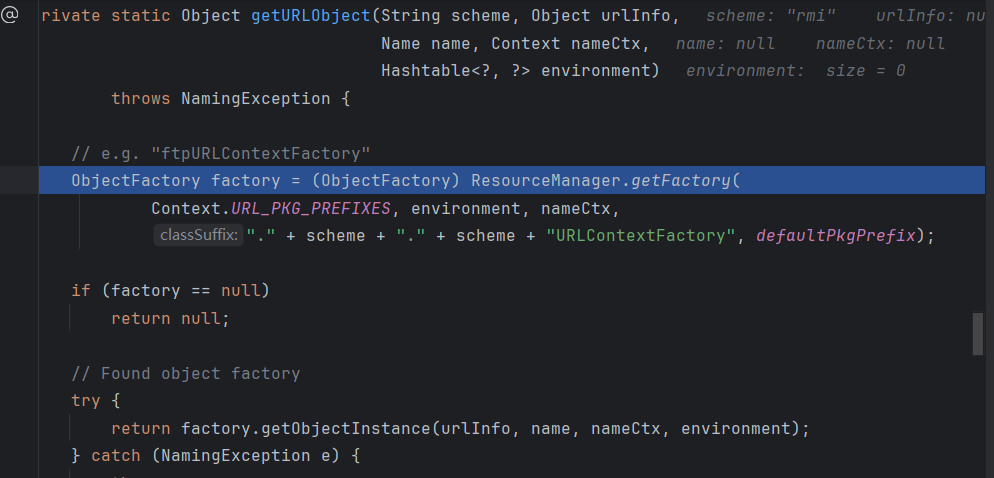 @ rivate static Object getURLObject(String scheme, Object urlInfo,   scheme: "rmi"    urlInfo: nu
                                  Name name, Context nameCtx,   name: null    nameCtx: null
                                  Hashtable<?, ?> environment)   environment:  size = 0
       throws NamingException {
   // e.g. "ftpURLContextFactory"
   ObjectFactory factory = (ObjectFactory) ResourceManager.getFactory(
           Context.URL_PKG_PREFIXES, environment, nameCtx,
           classSuffix: "." + scheme + "." + scheme + "URLContextFactory", defaultPkgPrefix);
   if (factory == null)
       return null;
   // Found object factory
   try {
       return factory.getObjectInstance(urlInfo, name, nameCtx, environment);
   } catch (NamingException e) {